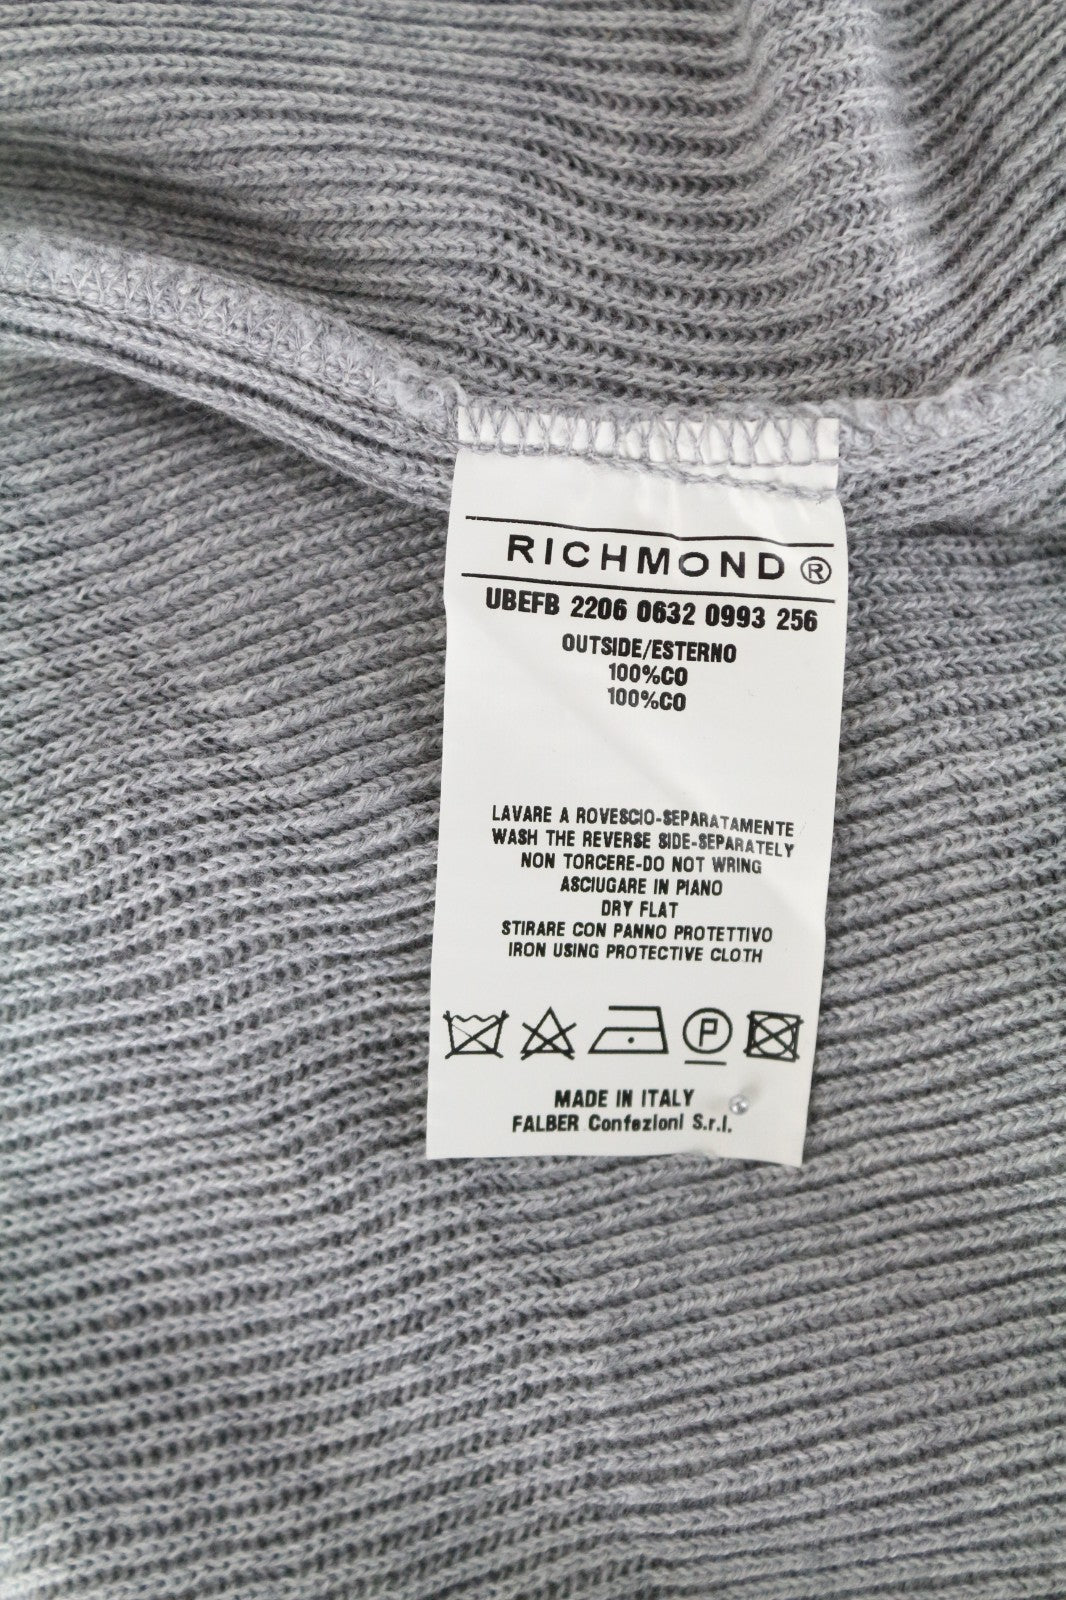 RICHMOND®
UBEFB 2206 0632 0993 256
OUTSIDE/ESTERNO
100%CO
100%CO
LAVARE A ROVESCIO-SEPARATAMENTE
WASH THE REVERSE SIDE-SEPARATELY
NON TORCERE-DO NOT WRING
ASCIUGARE IN PIANO
DRY FLAT
STIRARE CON PANNO PROTETTIVO
IRON USING PROTECTIVE CLOTH
P
MADE IN ITALY
FALBER Confezioni S.r.l.